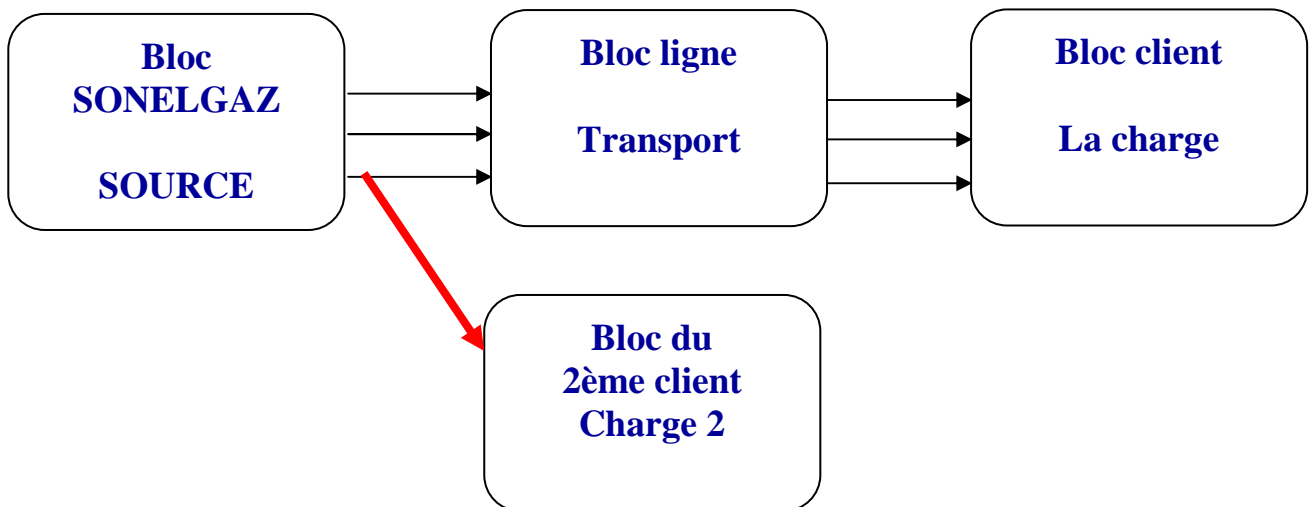 Bloc
SONELGAZ
SOURCE
Bloc ligne
Transport
Bloc client
La charge
Bloc du
2ème client
Charge 2